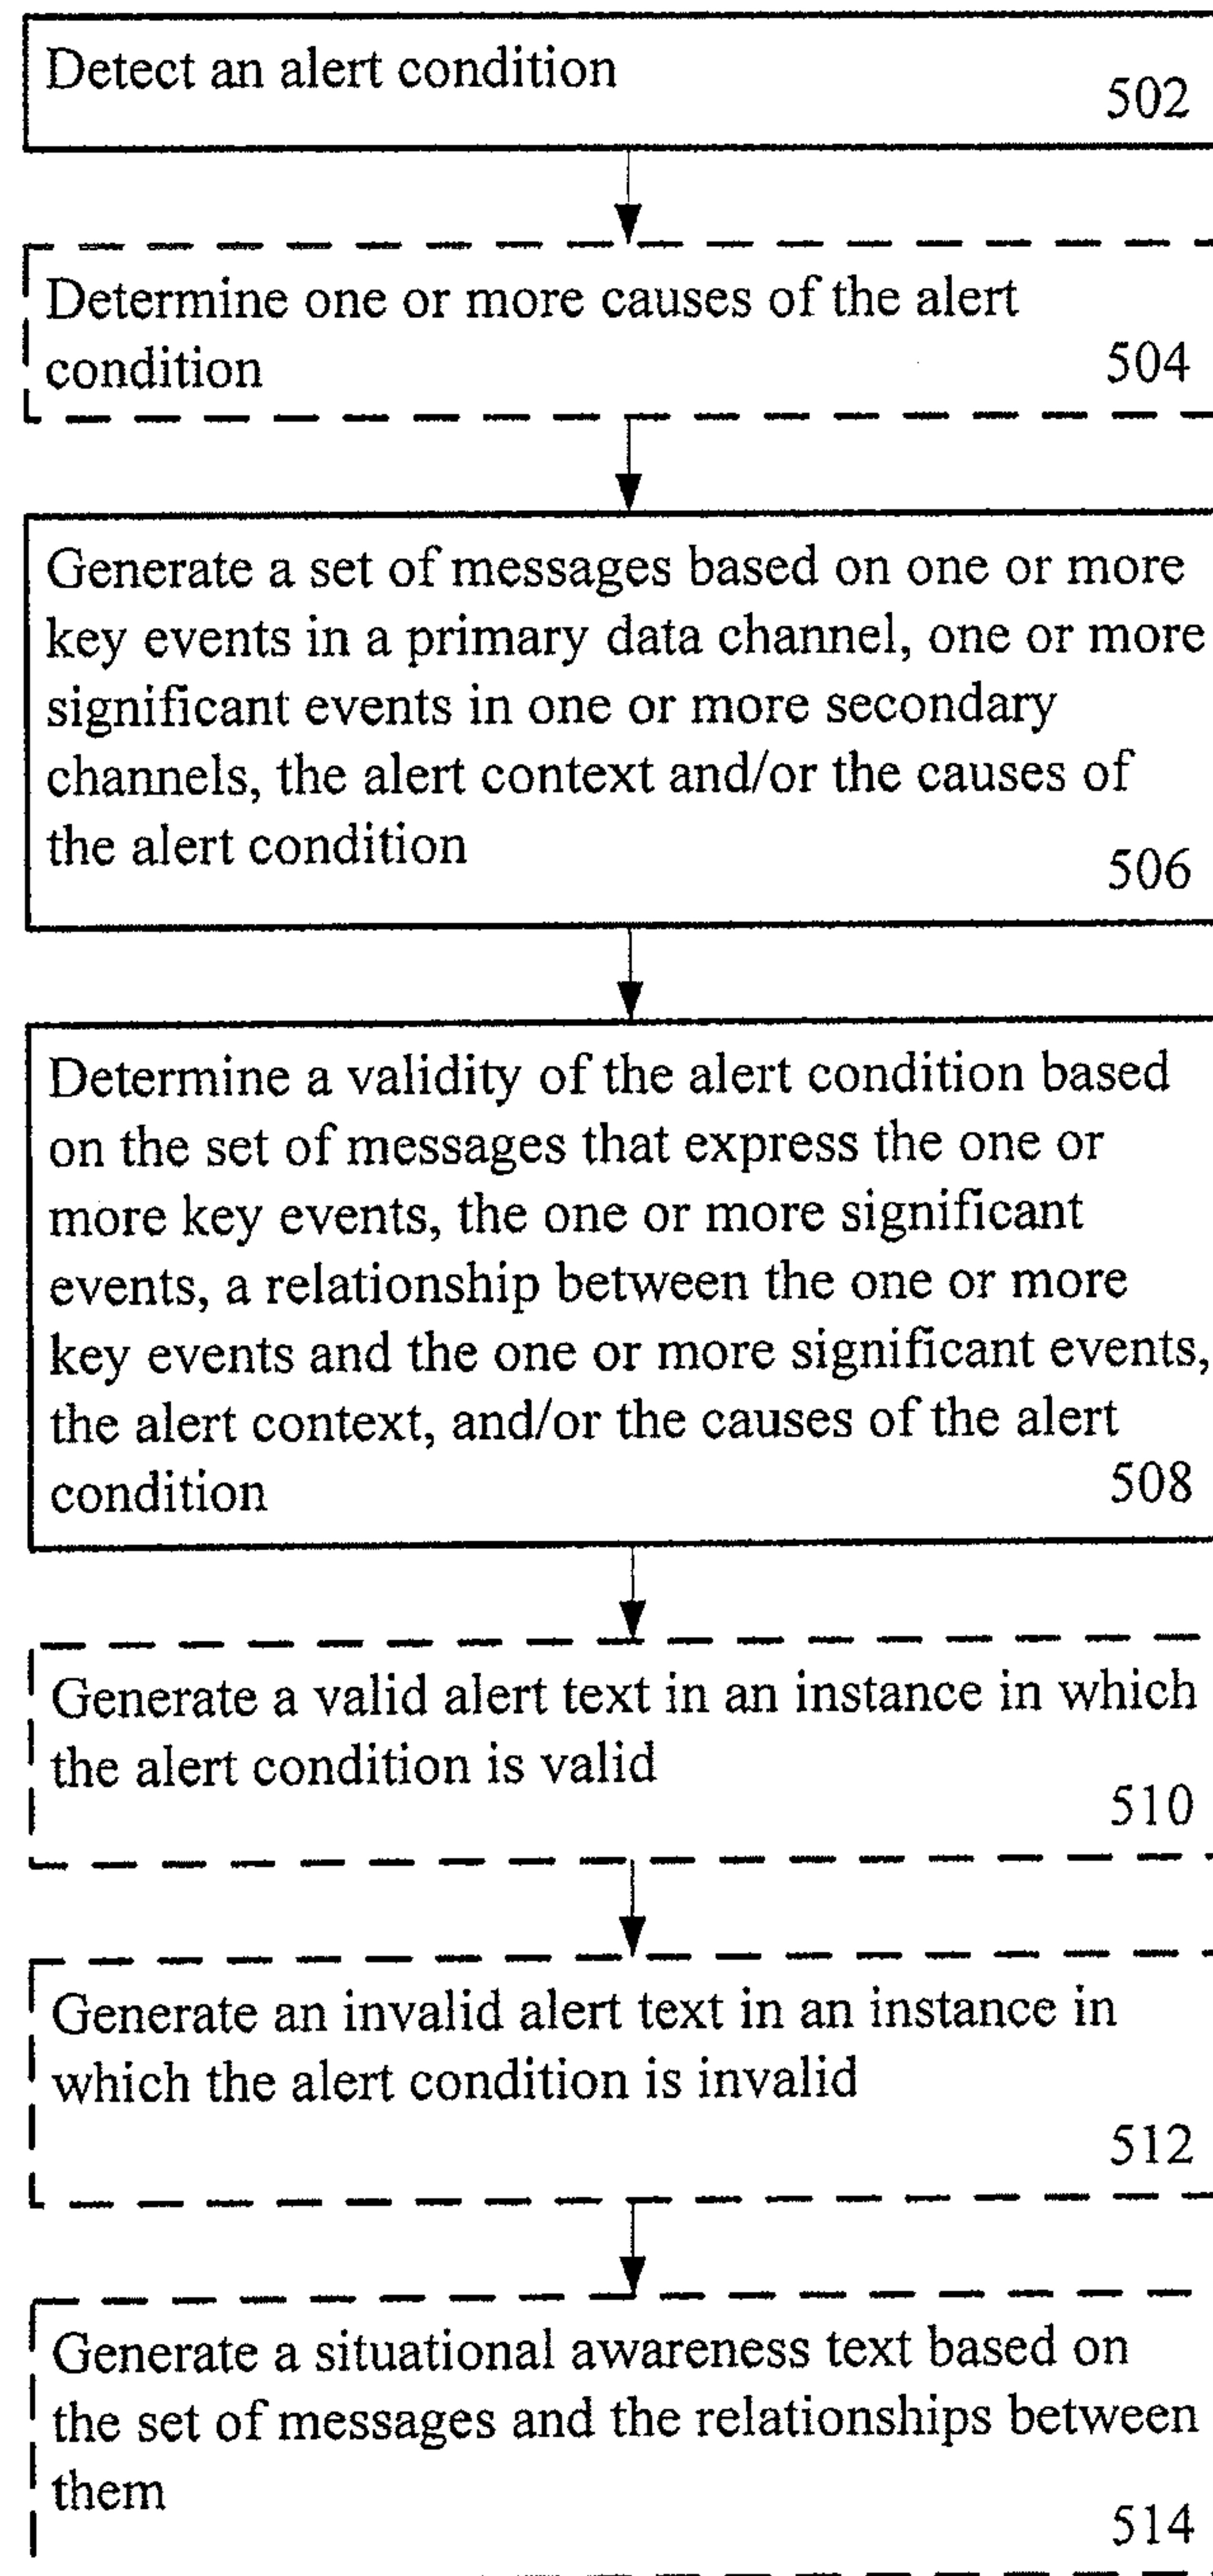 Detect an alert condition
502
Determine one or more causes of the alert
condition
504
Generate a set of messages based on one or more
key events in a primary data channel, one or more
significant events in one or more secondary
channels, the alert context and/or the causes of
the alert condition
506
Determine a validity of the alert condition based
on the set of messages that express the one or
more key events, the one or more significant
events, a relationship between the one or more
key events and the one or more significant events,
the alert context, and/or the causes of the alert
condition
508
Generate a valid alert text in an instance in which
the alert condition is valid
510
Generate an invalid alert text in an instance in
which the alert condition is invalid
512
Generate a situational awareness text based on
the set of messages and the relationships between
them
514